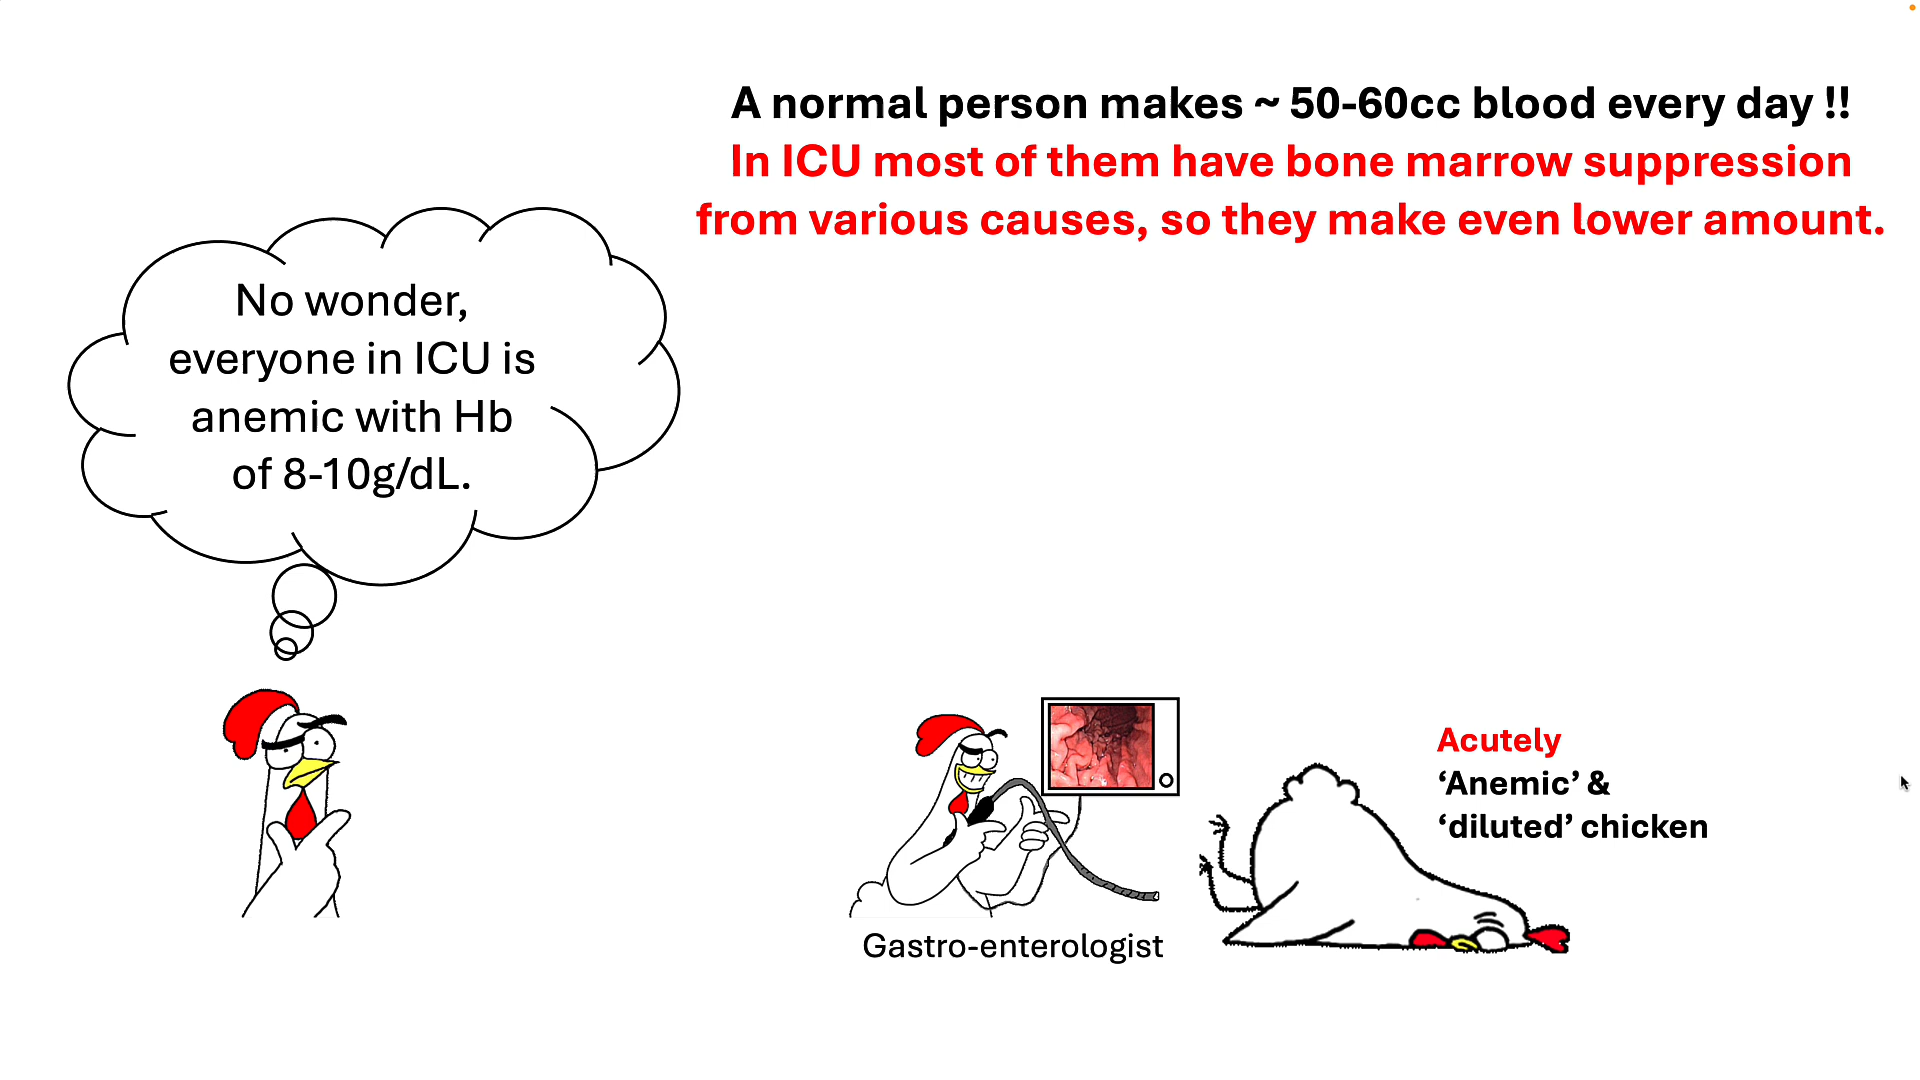 A normal person makes ~ 50-60cc blood every day !!
In ICU most of them have bone marrow suppression
from various causes, so they make even lower amount.
No wonder,
everyone in ICU is
anemic with Hb
of 8-10g/dL.
Acutely
‘Anemic’ &
‘diluted’ chicken
Gastro-enterologist